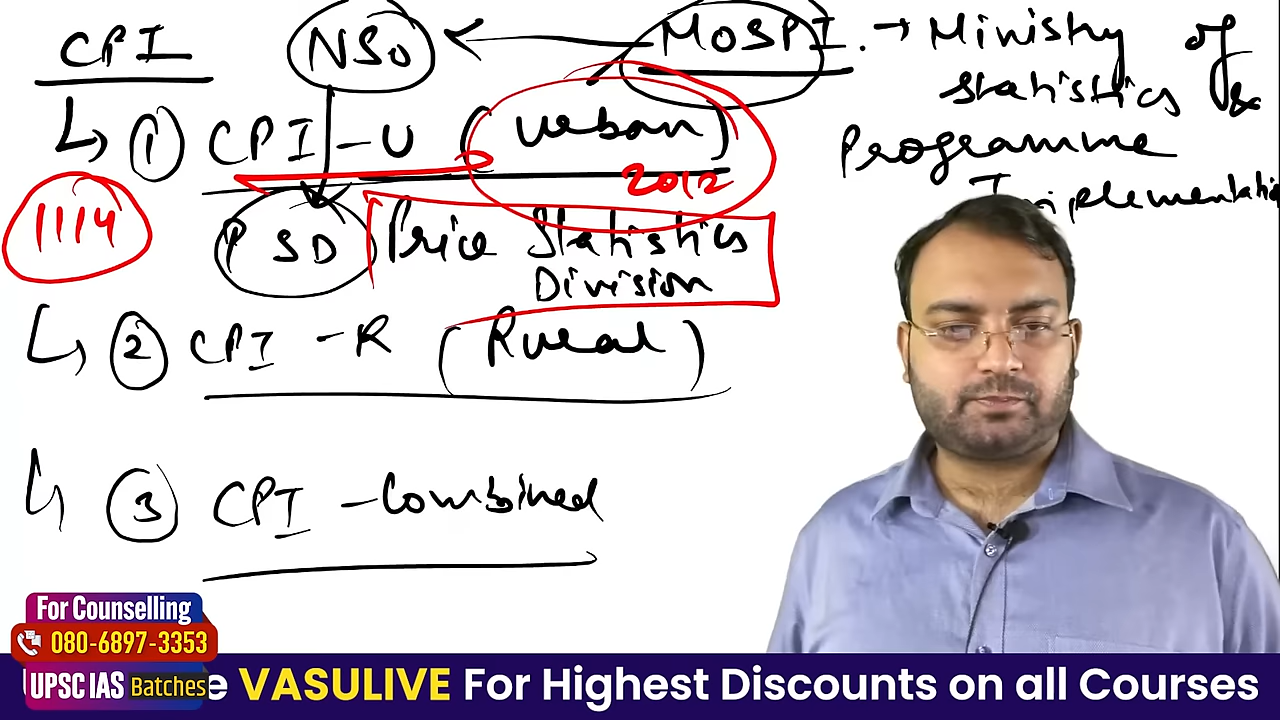 CPI NSO ← MOSPI. → Ministry of
Statistics &
Programme
Implementation
↳ ① CPI - U (Urban)
2012
1114
PSD Price Statistics
Division
↳ ② CPI - R (Rural)
↳ ③ CPI - Combined
For Counselling
080-6897-3353
UPSC IAS Batches
e VASULIVE For Highest Discounts on all Courses